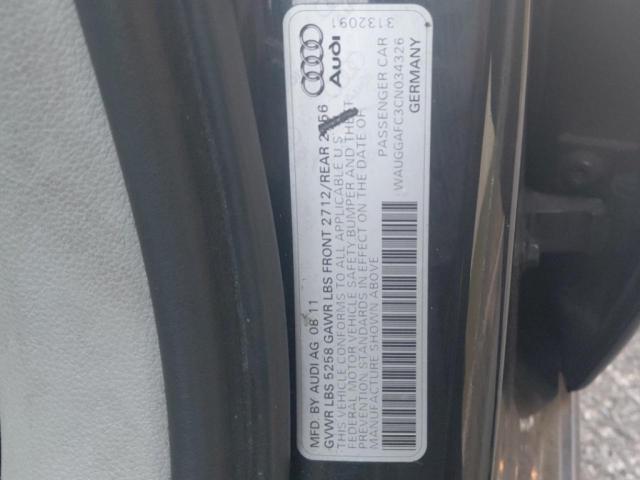 3132091
Audi
MFD. BY AUDI AG 08 11
GVWR LBS 5258 GAWR LBS FRONT 2712/REAR
THIS VEHICLE CONFORMS TO ALL APPLICABLE U.S.
FEDERAL MOTOR VEHICLE SAFETY, BUMPER AND THEFT
PREVENTION STANDARDS IN EFFECT ON THE DATE OF
MANUFACTURE SHOWN ABOVE
PASSENGER CAR
WAUGGAFC3CN034326
GERMANY